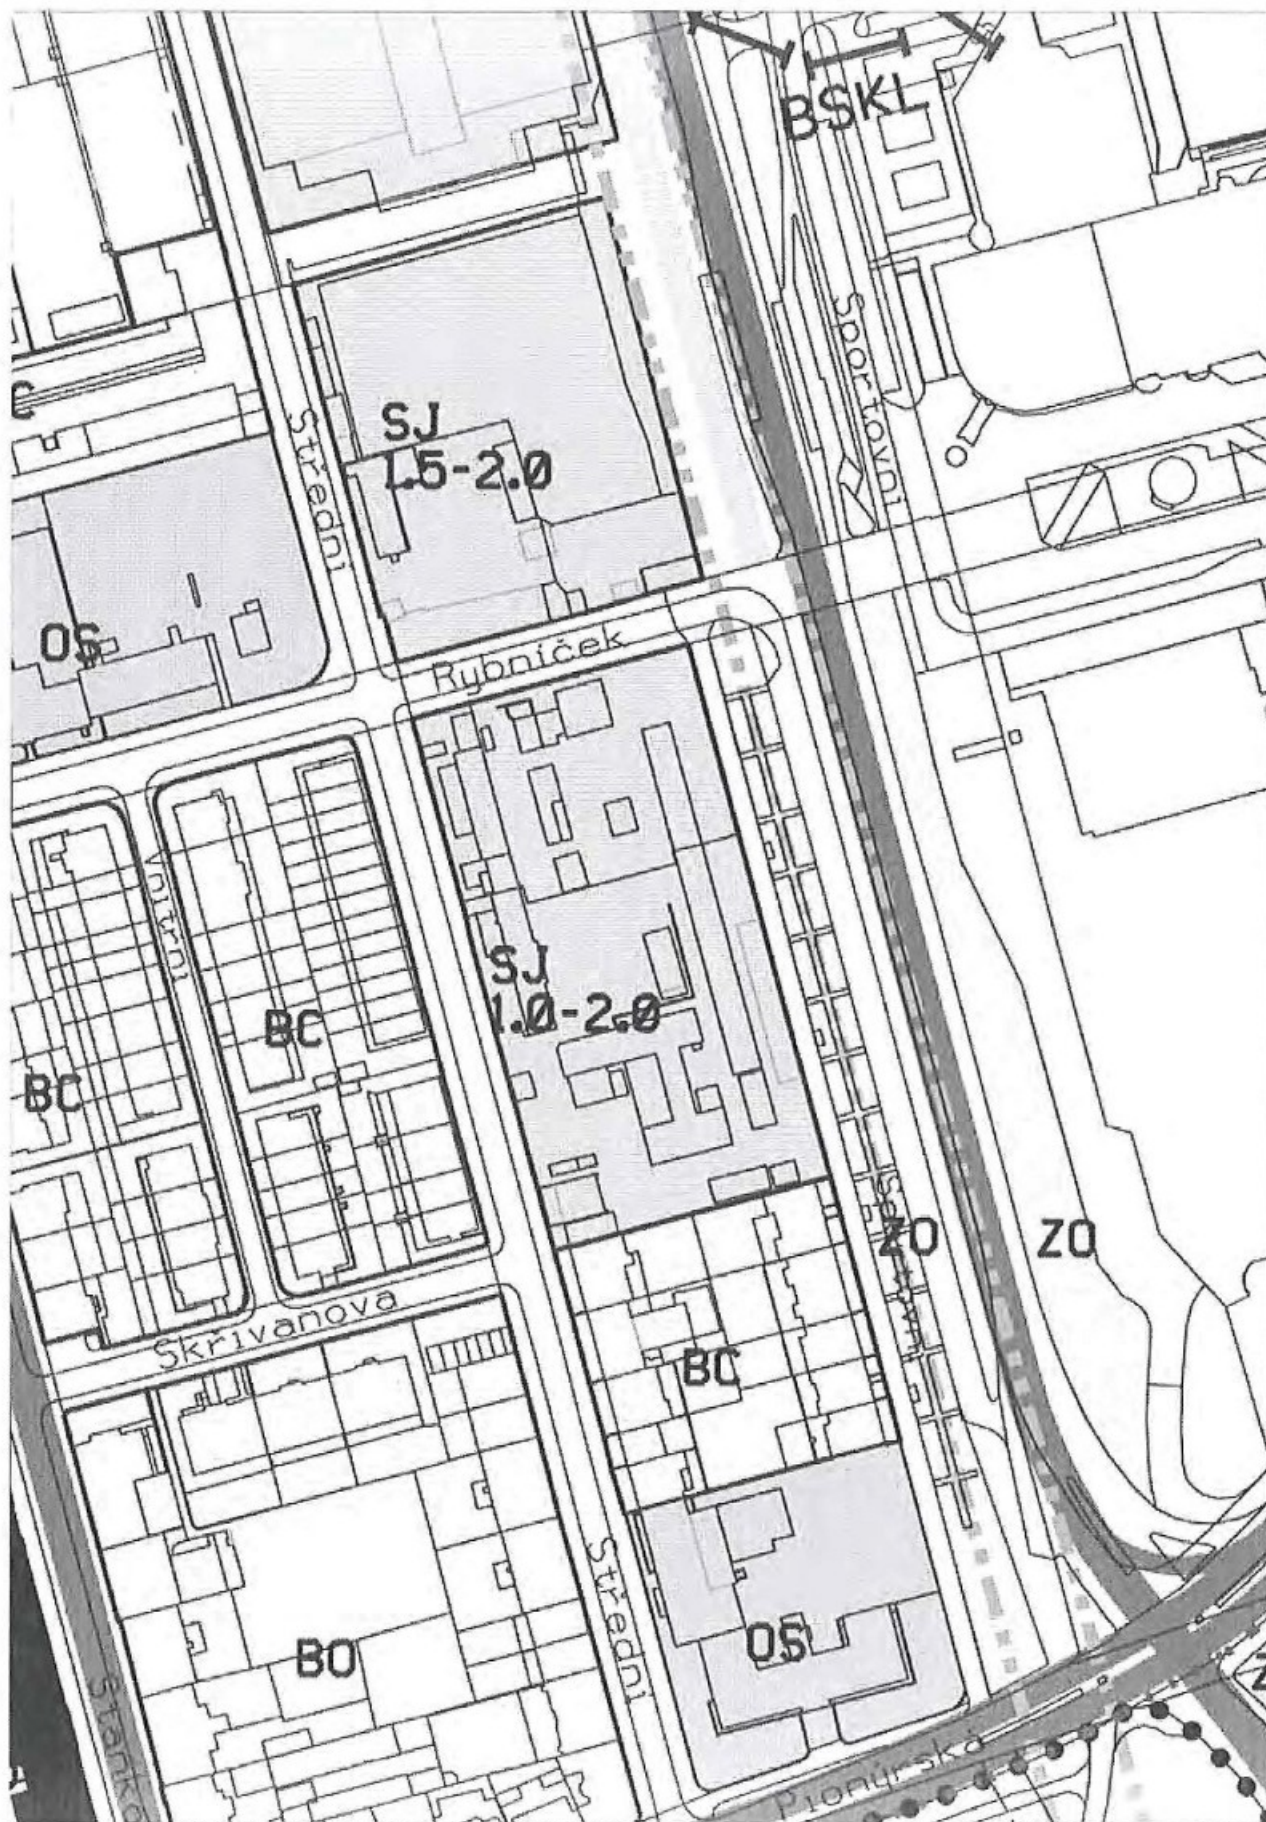 BSKL
Sportovní
SJ
1.5-2.0
Střední
OS
Rybníček
SJ
1.0-2.0
BC
BC
ZO
ZO
Skřivanova
BC
Střední
OS
BO
Pionýrská